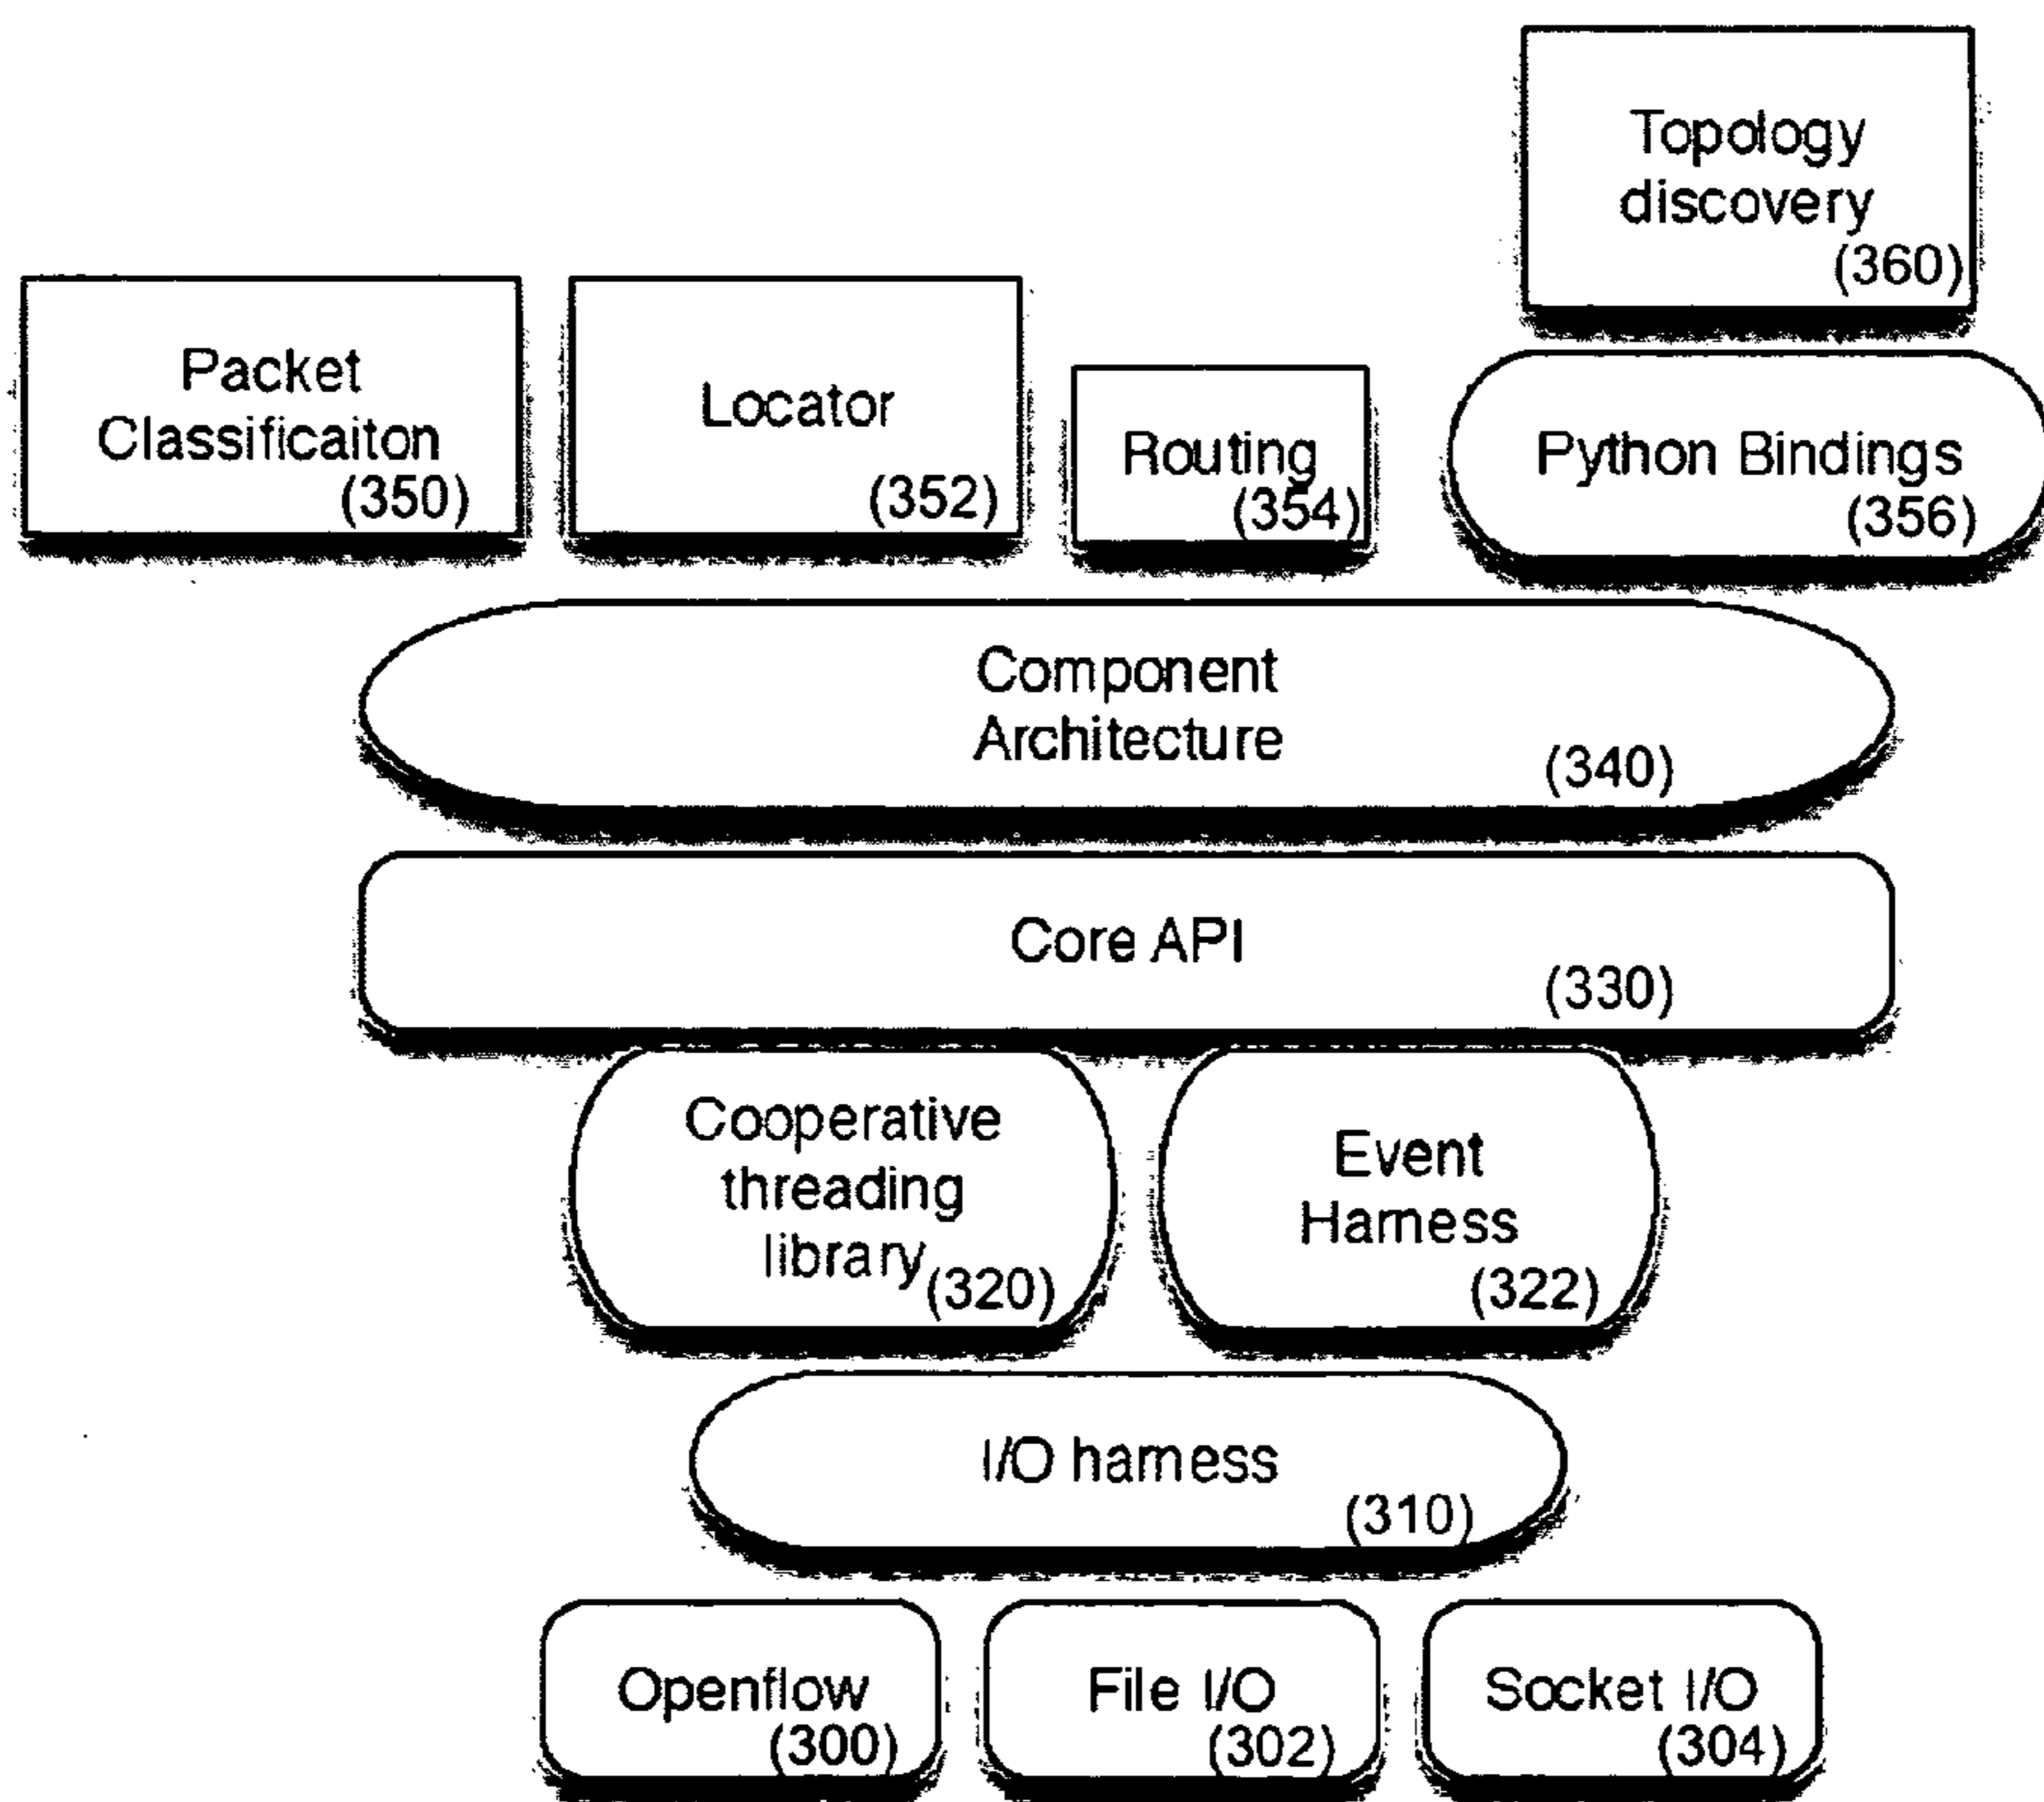 Topology
discovery
(360)
Packet
Classificaiton
(350)
Locator
(352)
Routing
(354)
Python Bindings
(356)
Component
Architecture
(340)
Core API
(330)
Cooperative
threading
library
(320)
Event
Harness
(322)
I/O harness
(310)
Openflow
(300)
File I/O
(302)
Socket I/O
(304)